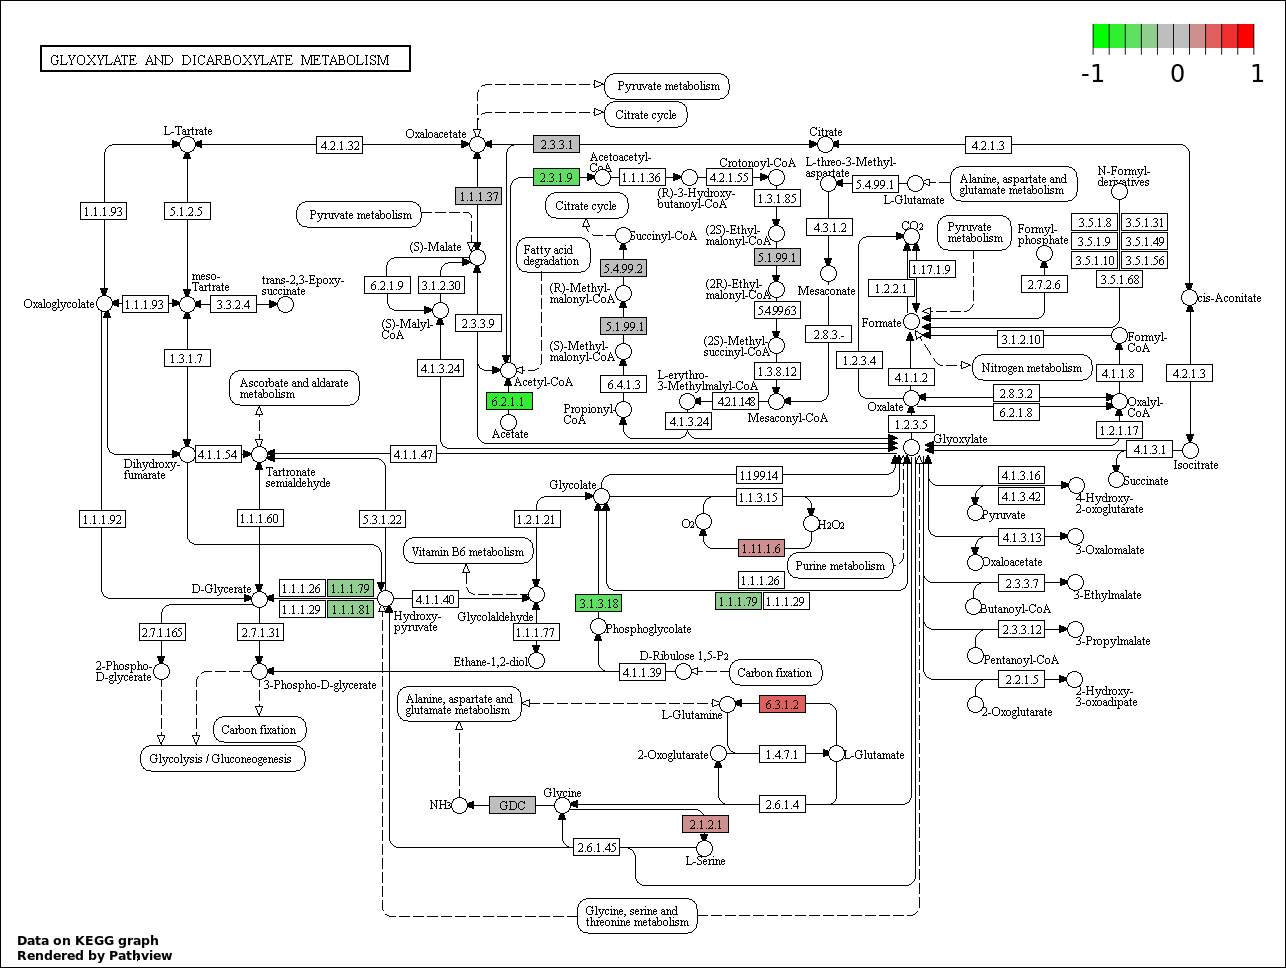 GLYOXYLATE AND DICARBOXYLATE METABOLISM
-1 0 1
Pyruvate metabolism
Citrate cycle
L-Tartrate
4.2.1.32
Oxaloacetate
2.3.3.1
Citrate
4.2.1.3
Acetoacetyl-
CoA
2.3.1.9
1.1.1.36
(R)-3-Hydroxy-
butanoyl-CoA
4.2.1.55
Crotonoyl-CoA
L-threo-3-Methyl-
aspartate
5.4.99.1
L-Glutamate
Alanine, aspartate and
glutamate metabolism
N-Formyl-
derivatives
1.1.1.93
5.1.2.5
1.1.1.37
Pyruvate metabolism
Citrate cycle
1.3.1.85
4.3.1.2
CO2
Pyruvate
metabolism
Formyl-
phosphate
3.5.1.8
3.5.1.31
3.5.1.9
3.5.1.49
3.5.1.10
3.5.1.56
3.5.1.68
(S)-Malate
Fatty acid
degradation
Succinyl-CoA
(2S)-Ethyl-
malonyl-CoA
5.4.99.2
5.1.99.1
1.17.1.9
1.2.2.1
2.7.2.6
6.2.1.9
3.1.2.30
(R)-Methyl-
malonyl-CoA
(2R)-Ethyl-
malonyl-CoA
Mesaconate
Oxaloglycolate
1.1.1.93
meso-
Tartrate
3.3.2.4
trans-2,3-Epoxy-
succinate
cis-Aconitate
(S)-Malyl-
CoA
2.3.3.9
5.1.99.1
5.4.99.63
2.8.3.-
Formate
3.1.2.10
Formyl-
CoA
1.3.1.7
4.1.3.24
(S)-Methyl-
malonyl-CoA
(2S)-Methyl-
succinyl-CoA
1.2.3.4
Nitrogen metabolism
Ascorbate and aldarate
metabolism
Acetyl-CoA
6.4.1.3
L-erythro-
3-Methylmalyl-CoA
1.3.8.12
4.1.1.2
4.1.1.8
4.2.1.3
6.2.1.1
Acetate
Propionyl-
CoA
4.2.1.148
4.1.3.24
Mesaconyl-CoA
Oxalate
2.8.3.2
6.2.1.8
Oxalyl-
CoA
1.2.3.5
1.2.1.17
Dihydroxy-
fumarate
4.1.1.54
Tartronate
semialdehyde
4.1.1.47
Glyoxylate
4.1.3.1
Isocitrate
Succinate
Glycolate
1.1.99.14
1.1.3.15
4.1.3.16
4.1.3.42
Pyruvate
4-Hydroxy-
2-oxoglutarate
1.1.1.92
1.1.1.60
5.3.1.22
1.2.1.21
O2
H2O2
1.11.1.6
Purine metabolism
4.1.3.13
Oxaloacetate
3-Oxalomalate
Vitamin B6 metabolism
D-Glycerate
1.1.1.26
1.1.1.79
1.1.1.29
1.1.1.81
Hydroxy-
pyruvate
4.1.1.40
Glycolaldehyde
3.1.3.18
1.1.1.26
1.1.1.79
1.1.1.29
2.3.3.7
Butanoyl-CoA
3-Ethylmalate
2.7.1.165
2.7.1.31
1.1.1.77
Ethane-1,2-diol
Phosphoglycolate
2.3.3.12
Pentanoyl-CoA
3-Propylmalate
2-Phospho-
D-glycerate
3-Phospho-D-glycerate
4.1.1.39
D-Ribulose 1,5-P2
Carbon fixation
2.2.1.5
2-Oxoglutarate
2-Hydroxy-
3-oxoadipate
Carbon fixation
Glycolysis / Gluconeogenesis
Alanine, aspartate and
glutamate metabolism
L-Glutamine
6.3.1.2
2-Oxoglutarate
1.4.7.1
L-Glutamate
NH3
GDC
Glycine
2.6.1.4
2.1.2.1
2.6.1.45
L-Serine
Glycine, serine and
threonine metabolism
Data on KEGG graph
Rendered by Pathview